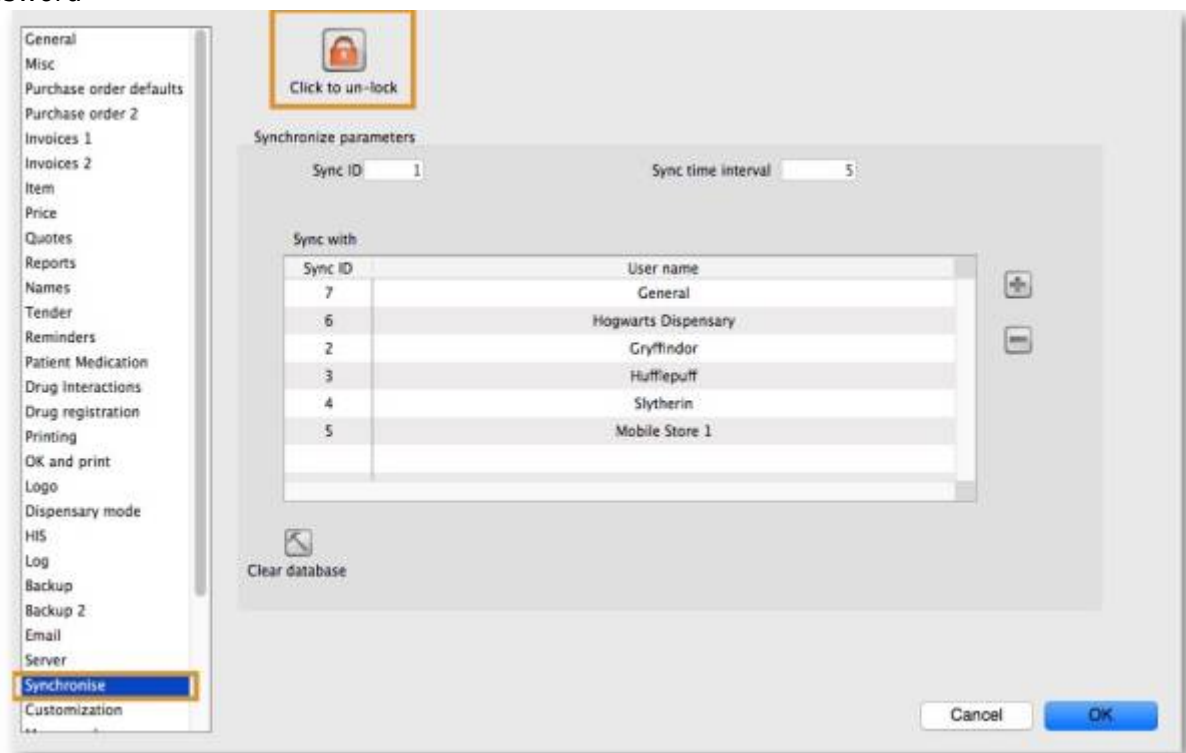 General
Misc
Purchase order defaults
Purchase order 2
Invoices 1
Invoices 2
Item
Price
Quotes
Reports
Names
Tender
Reminders
Patient Medication
Drug Interactions
Drug registration
Printing
OK and print
Logo
Dispensary mode
HIS
Log
Backup
Backup 2
Email
Server
Synchronise
Customization
Click to un-lock
Synchronize parameters
Sync ID 1 Sync time interval 5
Sync with
Sync ID User name
7 General
6 Hogwarts Dispensary
2 Gryffindor
3 Hufflepuff
4 Slytherin
5 Mobile Store 1
Clear database
Cancel OK